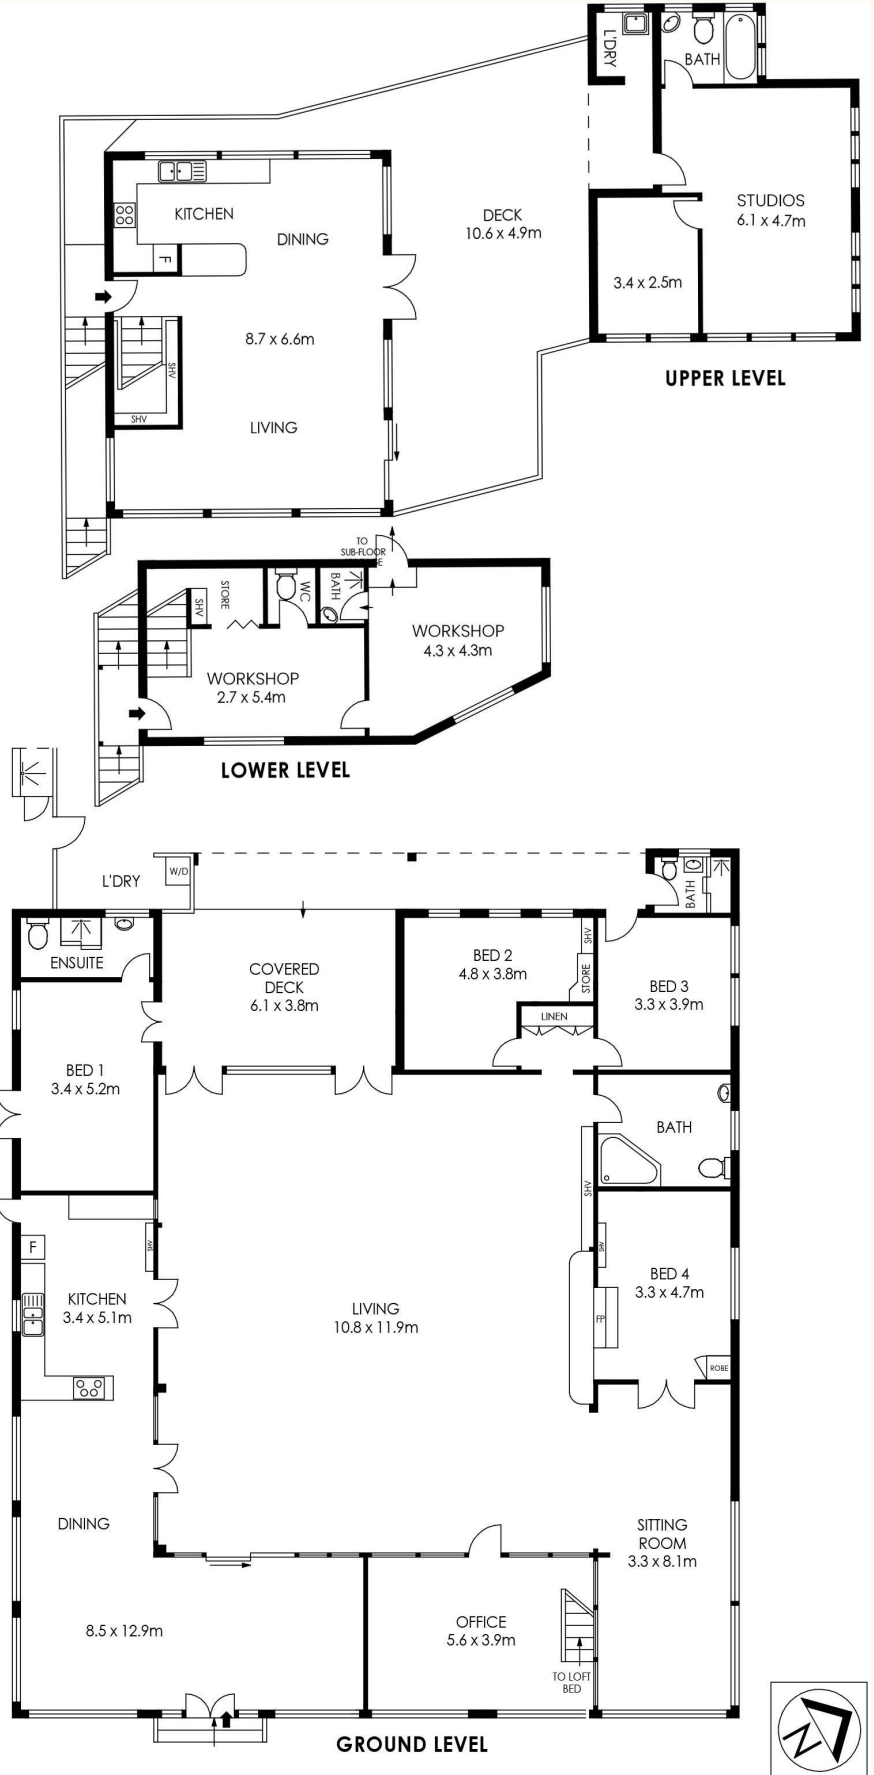 L'DRY
BATH
KITCHEN
DINING
DECK
10.6 x 4.9m
STUDIOS
6.1 x 4.7m
F
3.4 x 2.5m
8.7 x 6.6m
SHV
SHV
LIVING
UPPER LEVEL
TO
SUB-FLOOR
STORE
SHV
WC
BATH
WORKSHOP
4.3 x 4.3m
WORKSHOP
2.7 x 5.4m
LOWER LEVEL
L'DRY
W/D
BATH
ENSUITE
COVERED
DECK
6.1 x 3.8m
BED 2
4.8 x 3.8m
SHV
STORE
LINEN
BED 3
3.3 x 3.9m
BED 1
3.4 x 5.2m
BATH
SHV
F
SHV
KITCHEN
3.4 x 5.1m
LIVING
10.8 x 11.9m
SHV
BED 4
3.3 x 4.7m
FP
ROBE
DINING
SITTING
ROOM
3.3 x 8.1m
8.5 x 12.9m
OFFICE
5.6 x 3.9m
TO LOFT
BED
GROUND LEVEL
N